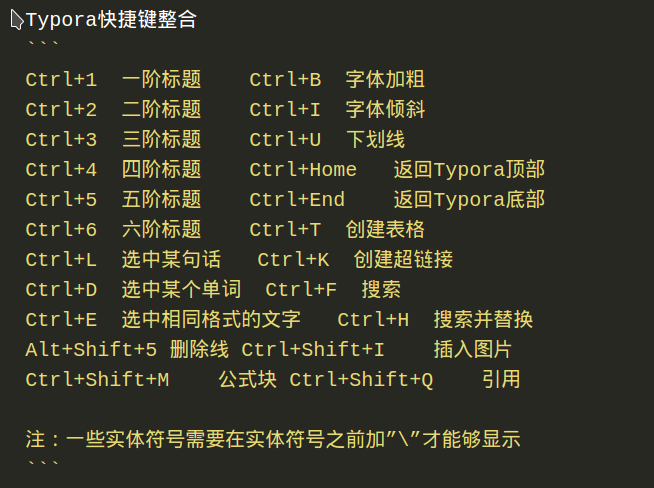 Typora快捷键整合
```
Ctrl+1 一阶标题 Ctrl+B 字体加粗
Ctrl+2 二阶标题 Ctrl+I 字体倾斜
Ctrl+3 三阶标题 Ctrl+U 下划线
Ctrl+4 四阶标题 Ctrl+Home 返回Typora顶部
Ctrl+5 五阶标题 Ctrl+End 返回Typora底部
Ctrl+6 六阶标题 Ctrl+T 创建表格
Ctrl+L 选中某句话 Ctrl+K 创建超链接
Ctrl+D 选中某个单词 Ctrl+F 搜索
Ctrl+E 选中相同格式的文字 Ctrl+H 搜索并替换
Alt+Shift+5 删除线 Ctrl+Shift+I 插入图片
Ctrl+Shift+M 公式块 Ctrl+Shift+Q 引用
注：一些实体符号需要在实体符号之前加”\”才能够显示
```